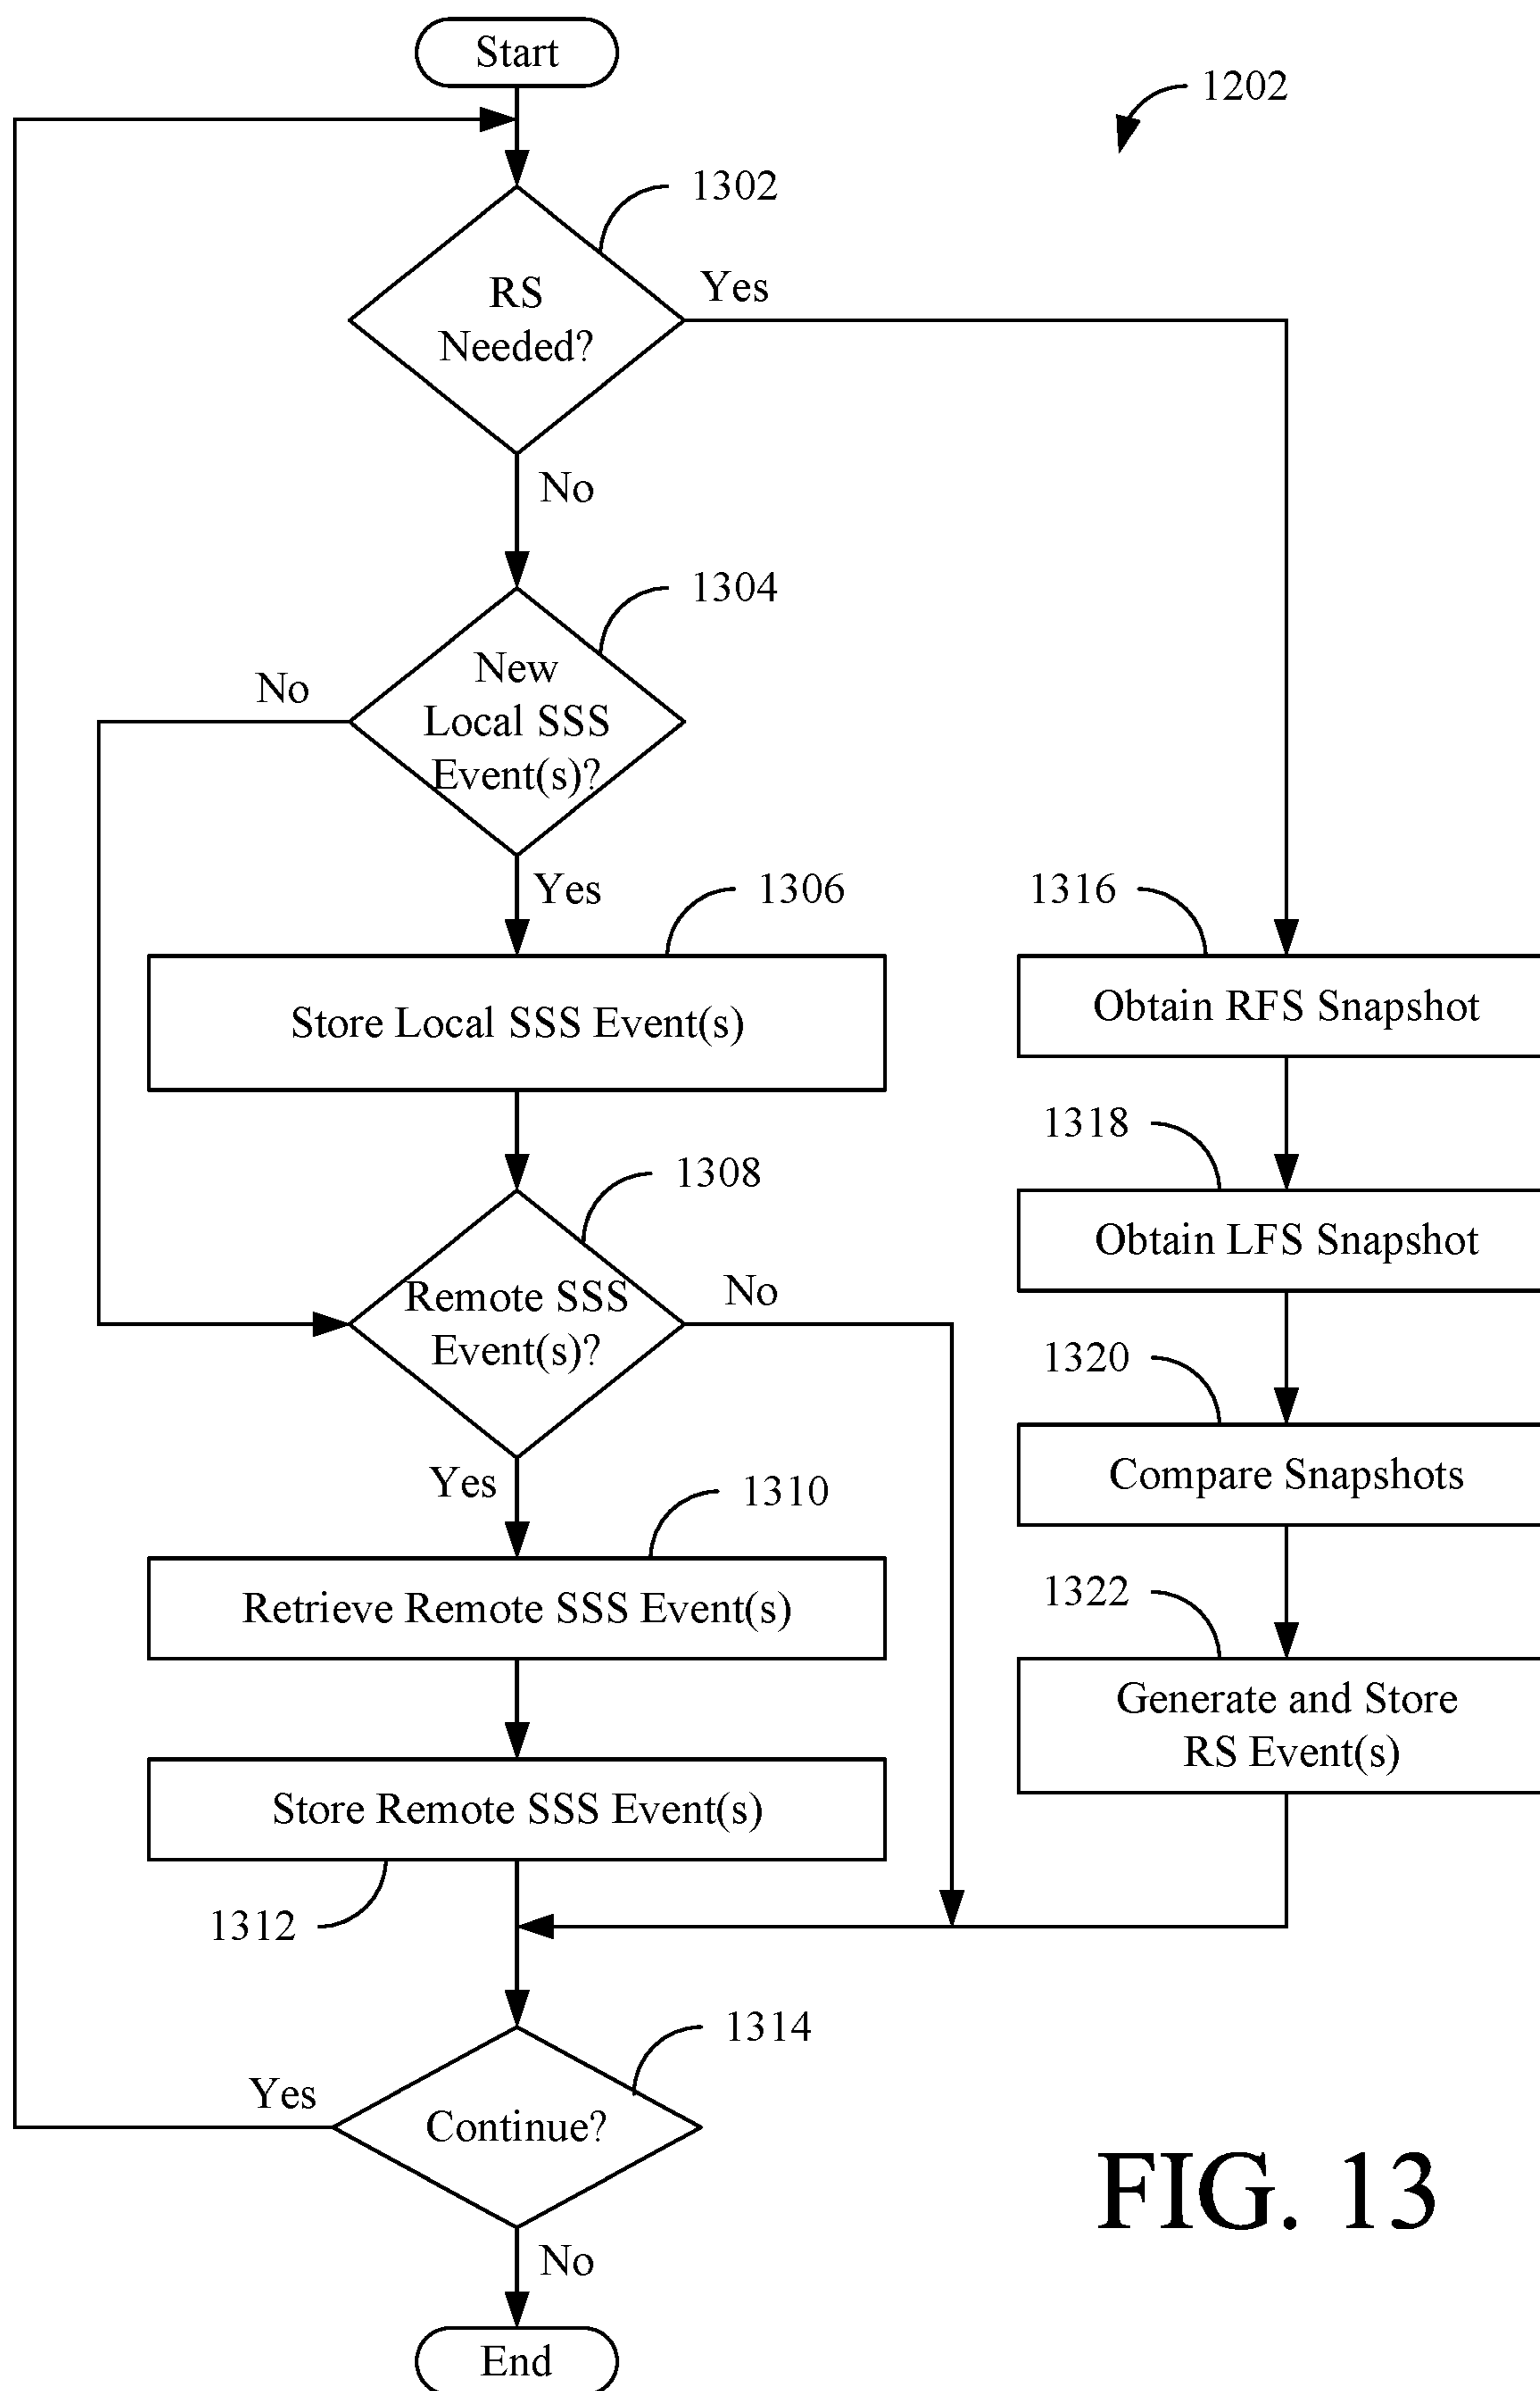 Start
1202
1302
RS
Needed?
Yes
No
1304
New
Local SSS
Event(s)?
No
Yes
1306
Store Local SSS Event(s)
1316
Obtain RFS Snapshot
1318
Obtain LFS Snapshot
1308
Remote SSS
Event(s)?
No
Yes
1320
Compare Snapshots
1310
Retrieve Remote SSS Event(s)
1322
Generate and Store
RS Event(s)
Store Remote SSS Event(s)
1312
1314
Continue?
Yes
No
End
FIG. 13